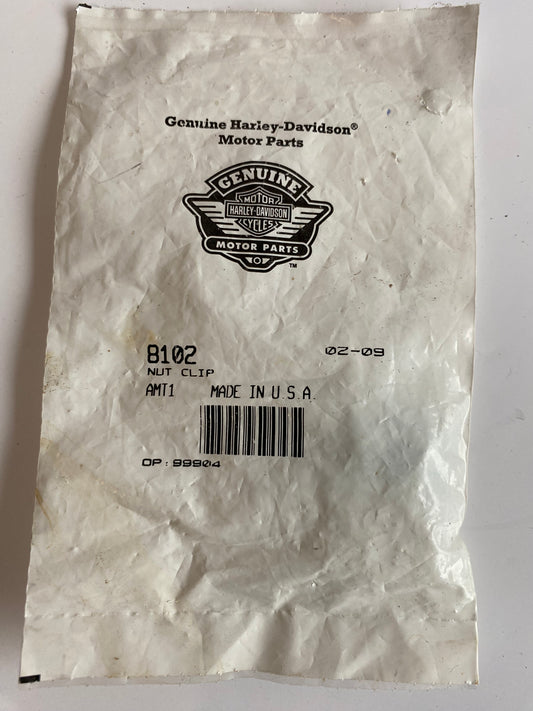 Genuine Harley-Davidson®
Motor Parts
GENUINE
MOTOR
HARLEY-DAVIDSON
CYCLES
MOTOR PARTS
TM
8102 02-09
NUT CLIP
AMT1 MADE IN U.S.A.
OP: 99904